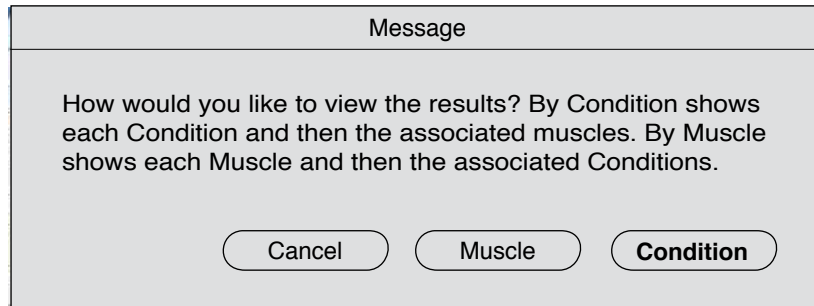 Message
How would you like to view the results? By Condition shows
each Condition and then the associated muscles. By Muscle
shows each Muscle and then the associated Conditions.
Cancel Muscle Condition